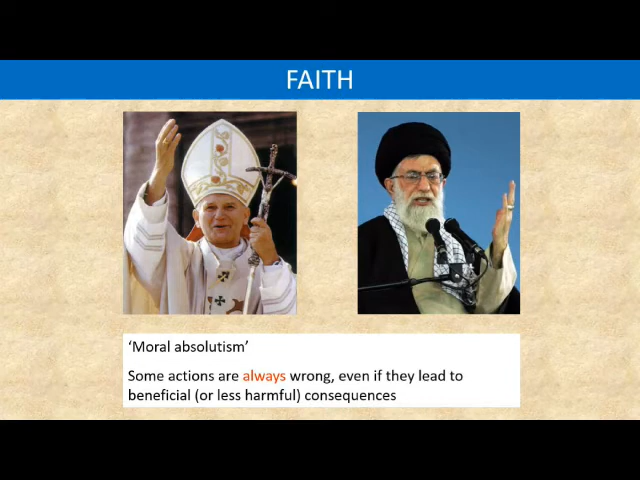 FAITH
‘Moral absolutism’
Some actions are always wrong, even if they lead to
beneficial (or less harmful) consequences